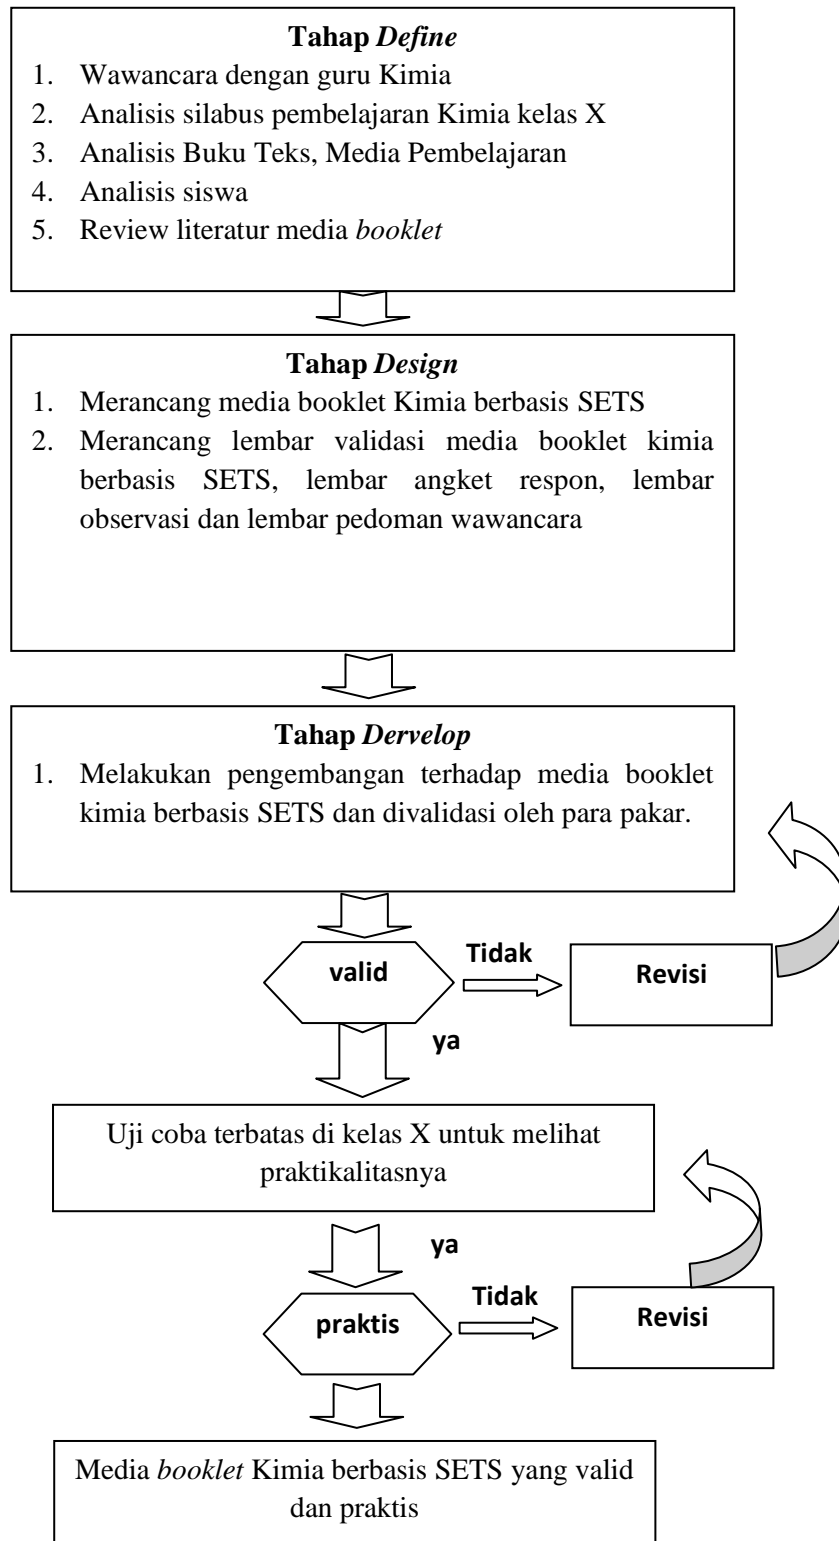 Tahap Define
1. Wawancara dengan guru Kimia
2. Analisis silabus pembelajaran Kimia kelas X
3. Analisis Buku Teks, Media Pembelajaran
4. Analisis siswa
5. Review literatur media booklet
Tahap Design
1. Merancang media booklet Kimia berbasis SETS
2. Merancang lembar validasi media booklet kimia
berbasis SETS, lembar angket respon, lembar
observasi dan lembar pedoman wawancara
Tahap Dervelop
1. Melakukan pengembangan terhadap media booklet
kimia berbasis SETS dan divalidasi oleh para pakar.
valid
Tidak
Revisi
ya
Uji coba terbatas di kelas X untuk melihat
praktikalitasnya
ya
praktis
Tidak
Revisi
Media booklet Kimia berbasis SETS yang valid
dan praktis